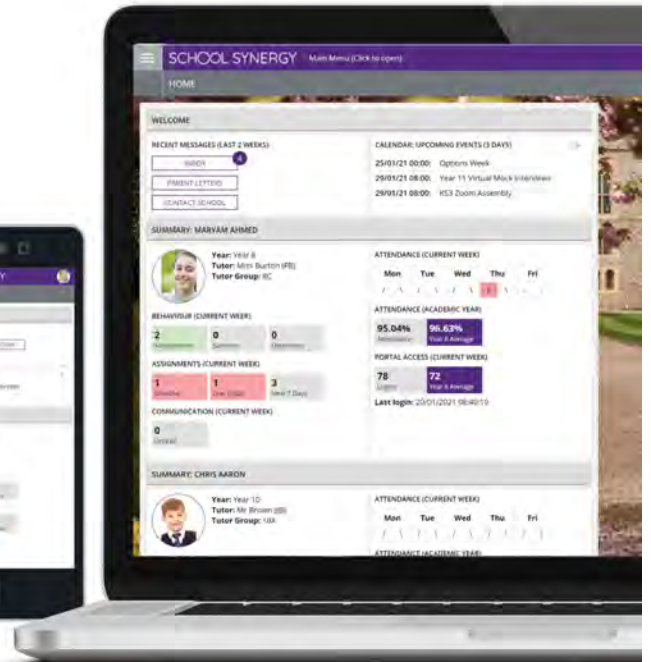 SCHOOL SYNERGY Main Menu (Click to open)
HOME
WELCOME
RECENT MESSAGES (LAST 2 WEEKS)
INBOX
4
PARENT LETTERS
CONTACT SCHOOL
CALENDAR: UPCOMING EVENTS (3 DAYS)
25/01/21 00:00: Options Week
29/01/21 08:00: Year 11 Virtual Mock Interviews
29/01/21 08:00: KS3 Zoom Assembly
SUMMARY: MARYAM AHMED
Year: Year 8
Tutor: Mimi Burton (PB)
Tutor Group: 8C
BEHAVIOUR (CURRENT WEEK)
2
0
0
ASSIGNMENTS (CURRENT WEEK)
1
1
3
Next 7 Days
COMMUNICATION (CURRENT WEEK)
0
Unread
ATTENDANCE (CURRENT WEEK)
Mon Tue Wed Thu Fri
/ \ / \ / \ / \ - -
ATTENDANCE (ACADEMIC YEAR)
95.04%
Attendance
96.63%
Year 8 Average
PORTAL ACCESS (CURRENT WEEK)
78
Logins
72
Year 8 Average
Last login: 20/01/2021 08:40:19
SUMMARY: CHRIS AARON
Year: Year 10
Tutor: Mr Brown (JB)
Tutor Group: 10A
ATTENDANCE (CURRENT WEEK)
Mon Tue Wed Thu Fri
/ \ / \ / \ / \ / \
ATTENDANCE (ACADEMIC YEAR)